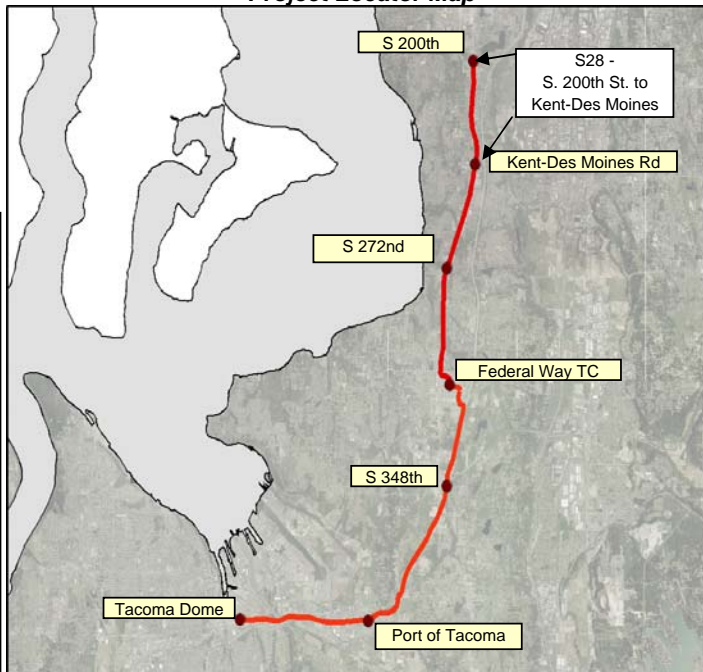 Project Locator Map
S 200th
S28 -
S. 200th St. to
Kent-Des Moines
Kent-Des Moines Rd
S 272nd
Federal Way TC
S 348th
Tacoma Dome
Port of Tacoma